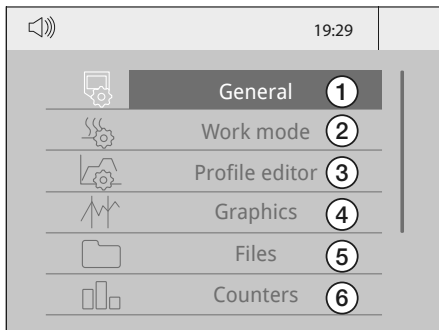 19:29
General 1
Work mode 2
Profile editor 3
Graphics 4
Files 5
Counters 6